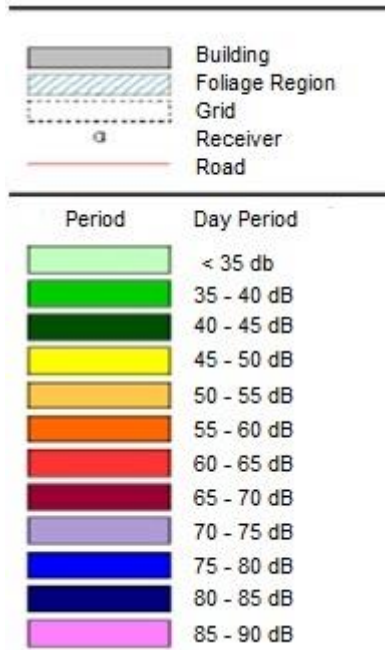 Building
Foliage Region
Grid
Receiver
Road
Period Day Period
< 35 db
35 - 40 dB
40 - 45 dB
45 - 50 dB
50 - 55 dB
55 - 60 dB
60 - 65 dB
65 - 70 dB
70 - 75 dB
75 - 80 dB
80 - 85 dB
85 - 90 dB